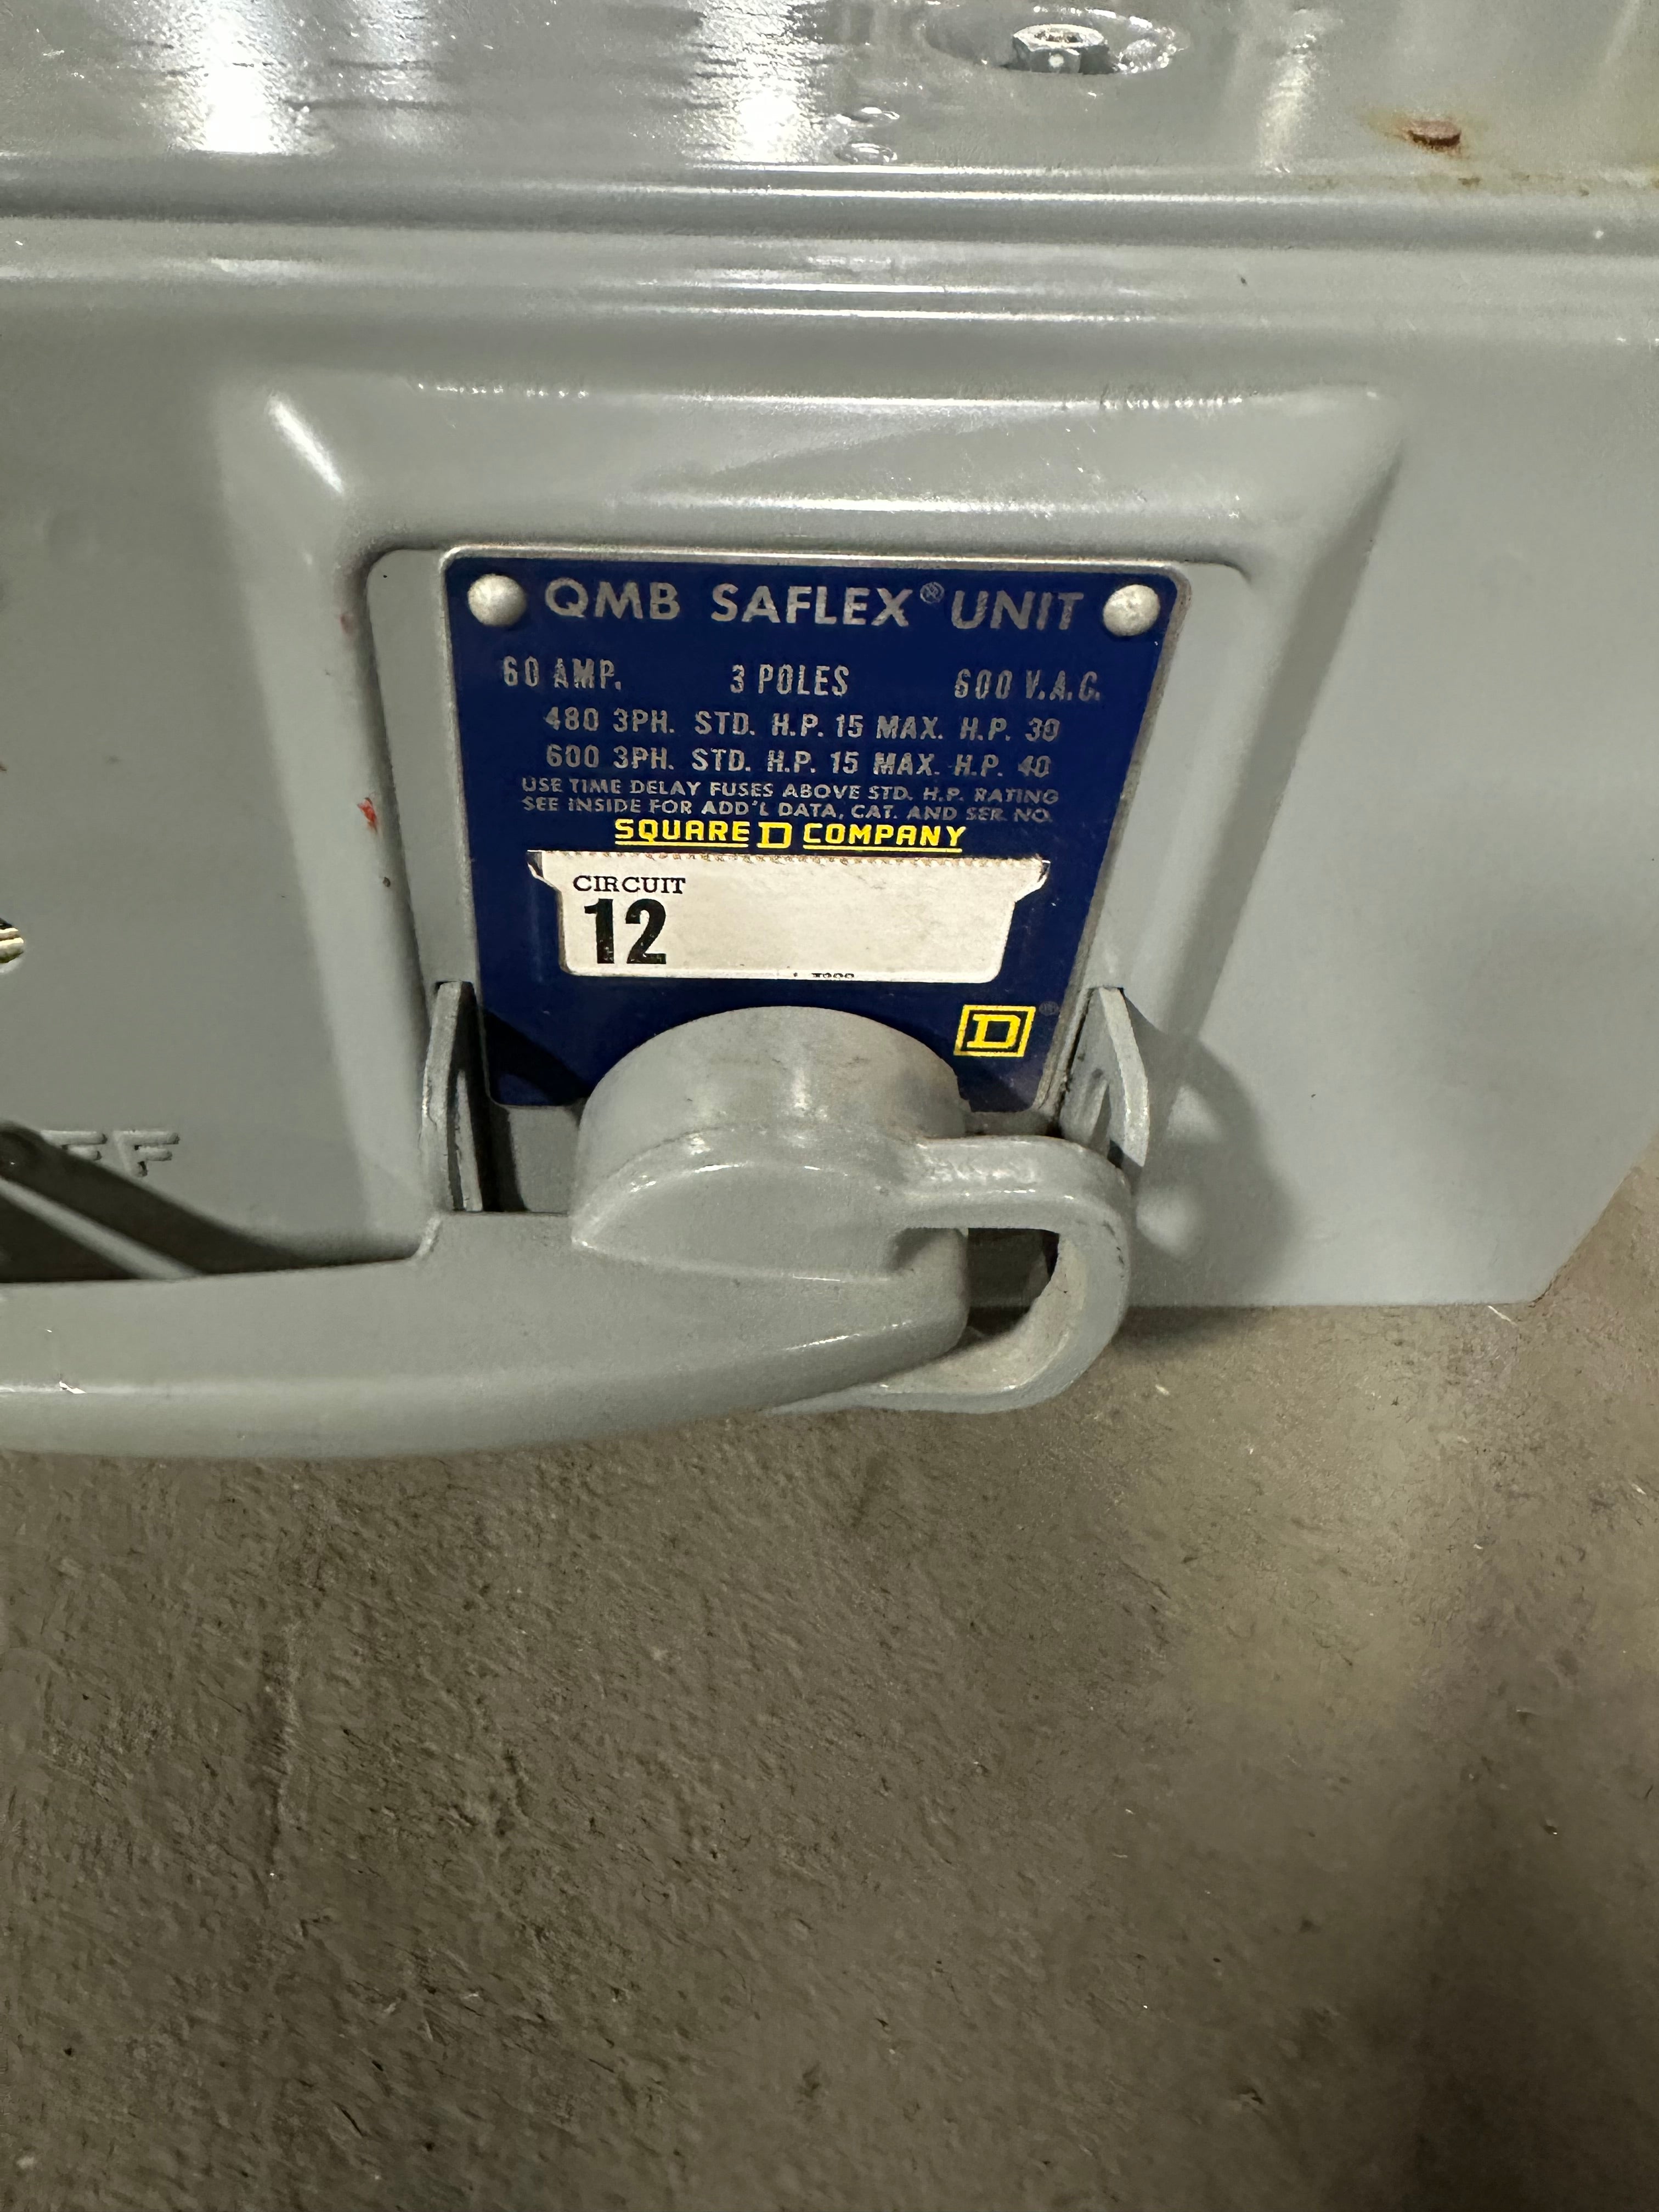 QMB SAFLEX® UNIT
60 AMP. 3 POLES 600 V.A.C.
480 3PH. STD. H.P. 15 MAX. H.P. 30
600 3PH. STD. H.P. 15 MAX. H.P. 40
USE TIME DELAY FUSES ABOVE STD. H.P. RATING
SEE INSIDE FOR ADD'L DATA, CAT. AND SER. NO.
SQUARE D COMPANY
CIRCUIT
12
D ®